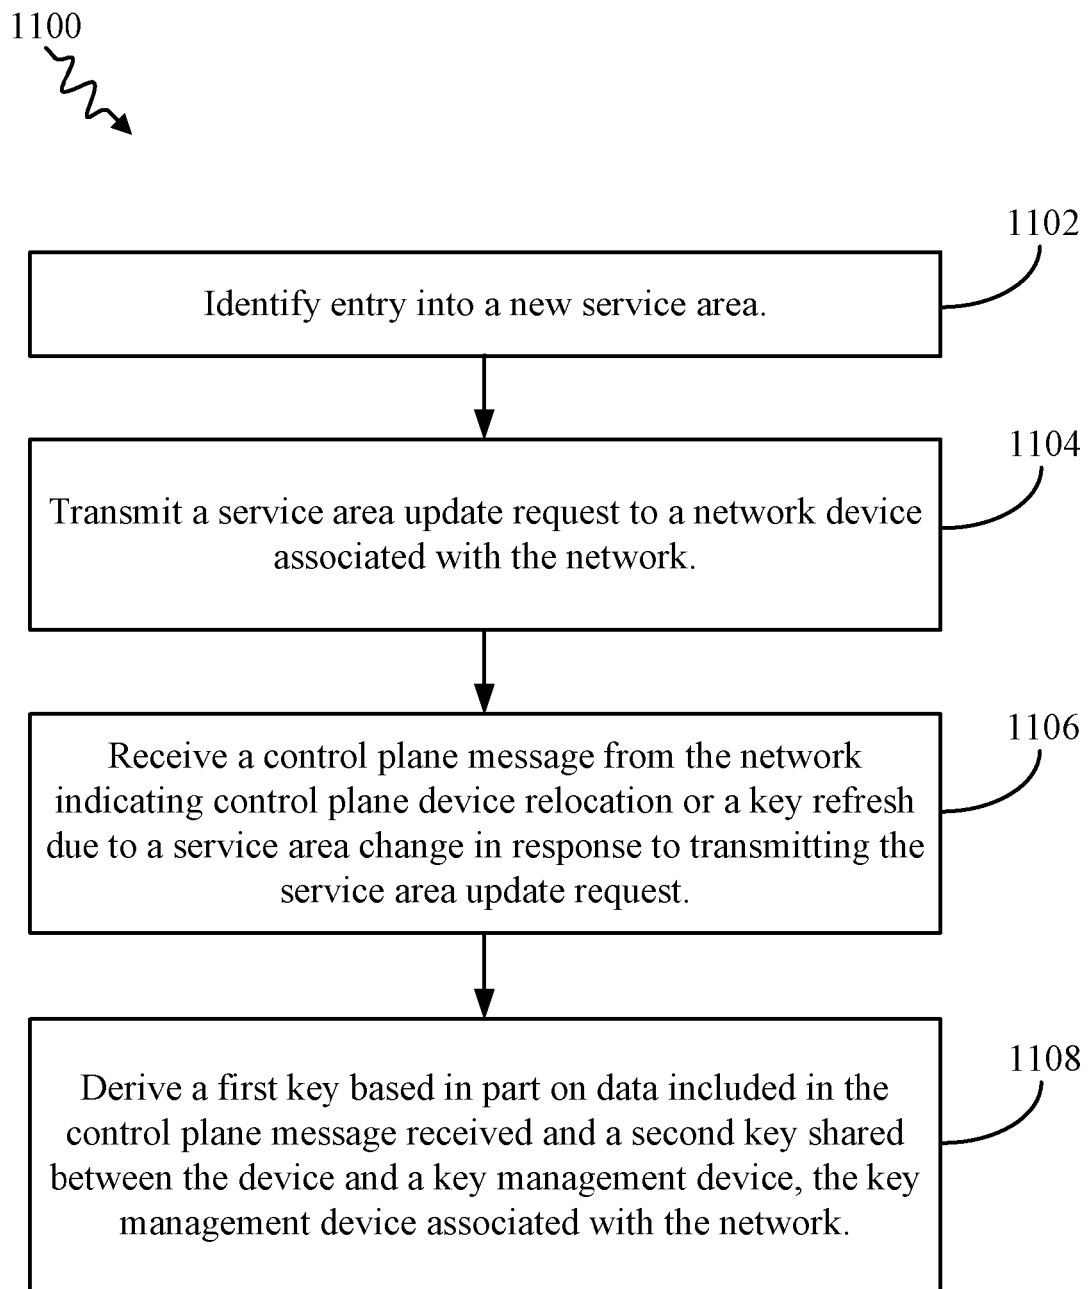 1100
1102
Identify entry into a new service area.
1104
Transmit a service area update request to a network device
associated with the network.
1106
Receive a control plane message from the network
indicating control plane device relocation or a key refresh
due to a service area change in response to transmitting the
service area update request.
1108
Derive a first key based in part on data included in the
control plane message received and a second key shared
between the device and a key management device, the key
management device associated with the network.